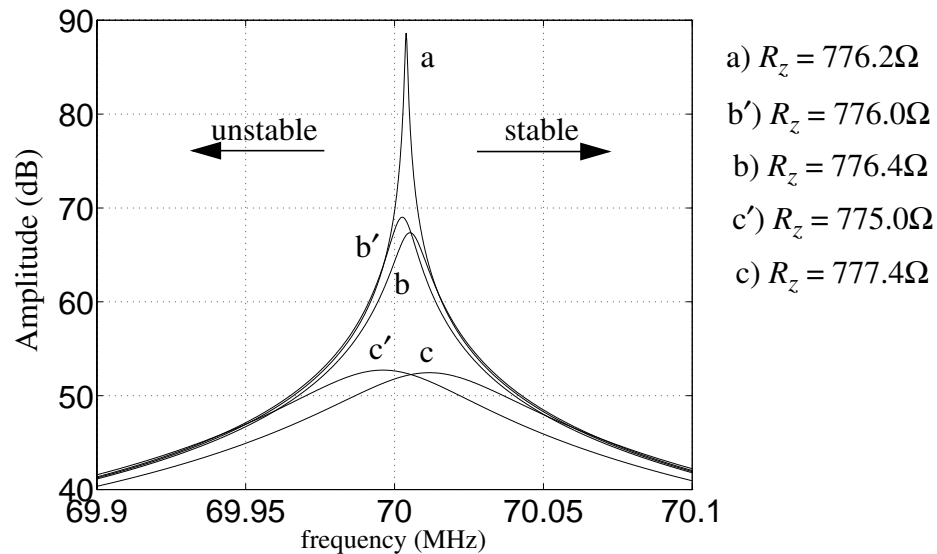 90
80
70
60
50
40
Amplitude (dB)
69.9
69.95
70
70.05
70.1
frequency (MHz)
unstable
stable
a
b′
b
c′
c
a) R_z = 776.2Ω
b′) R_z = 776.0Ω
b) R_z = 776.4Ω
c′) R_z = 775.0Ω
c) R_z = 777.4Ω